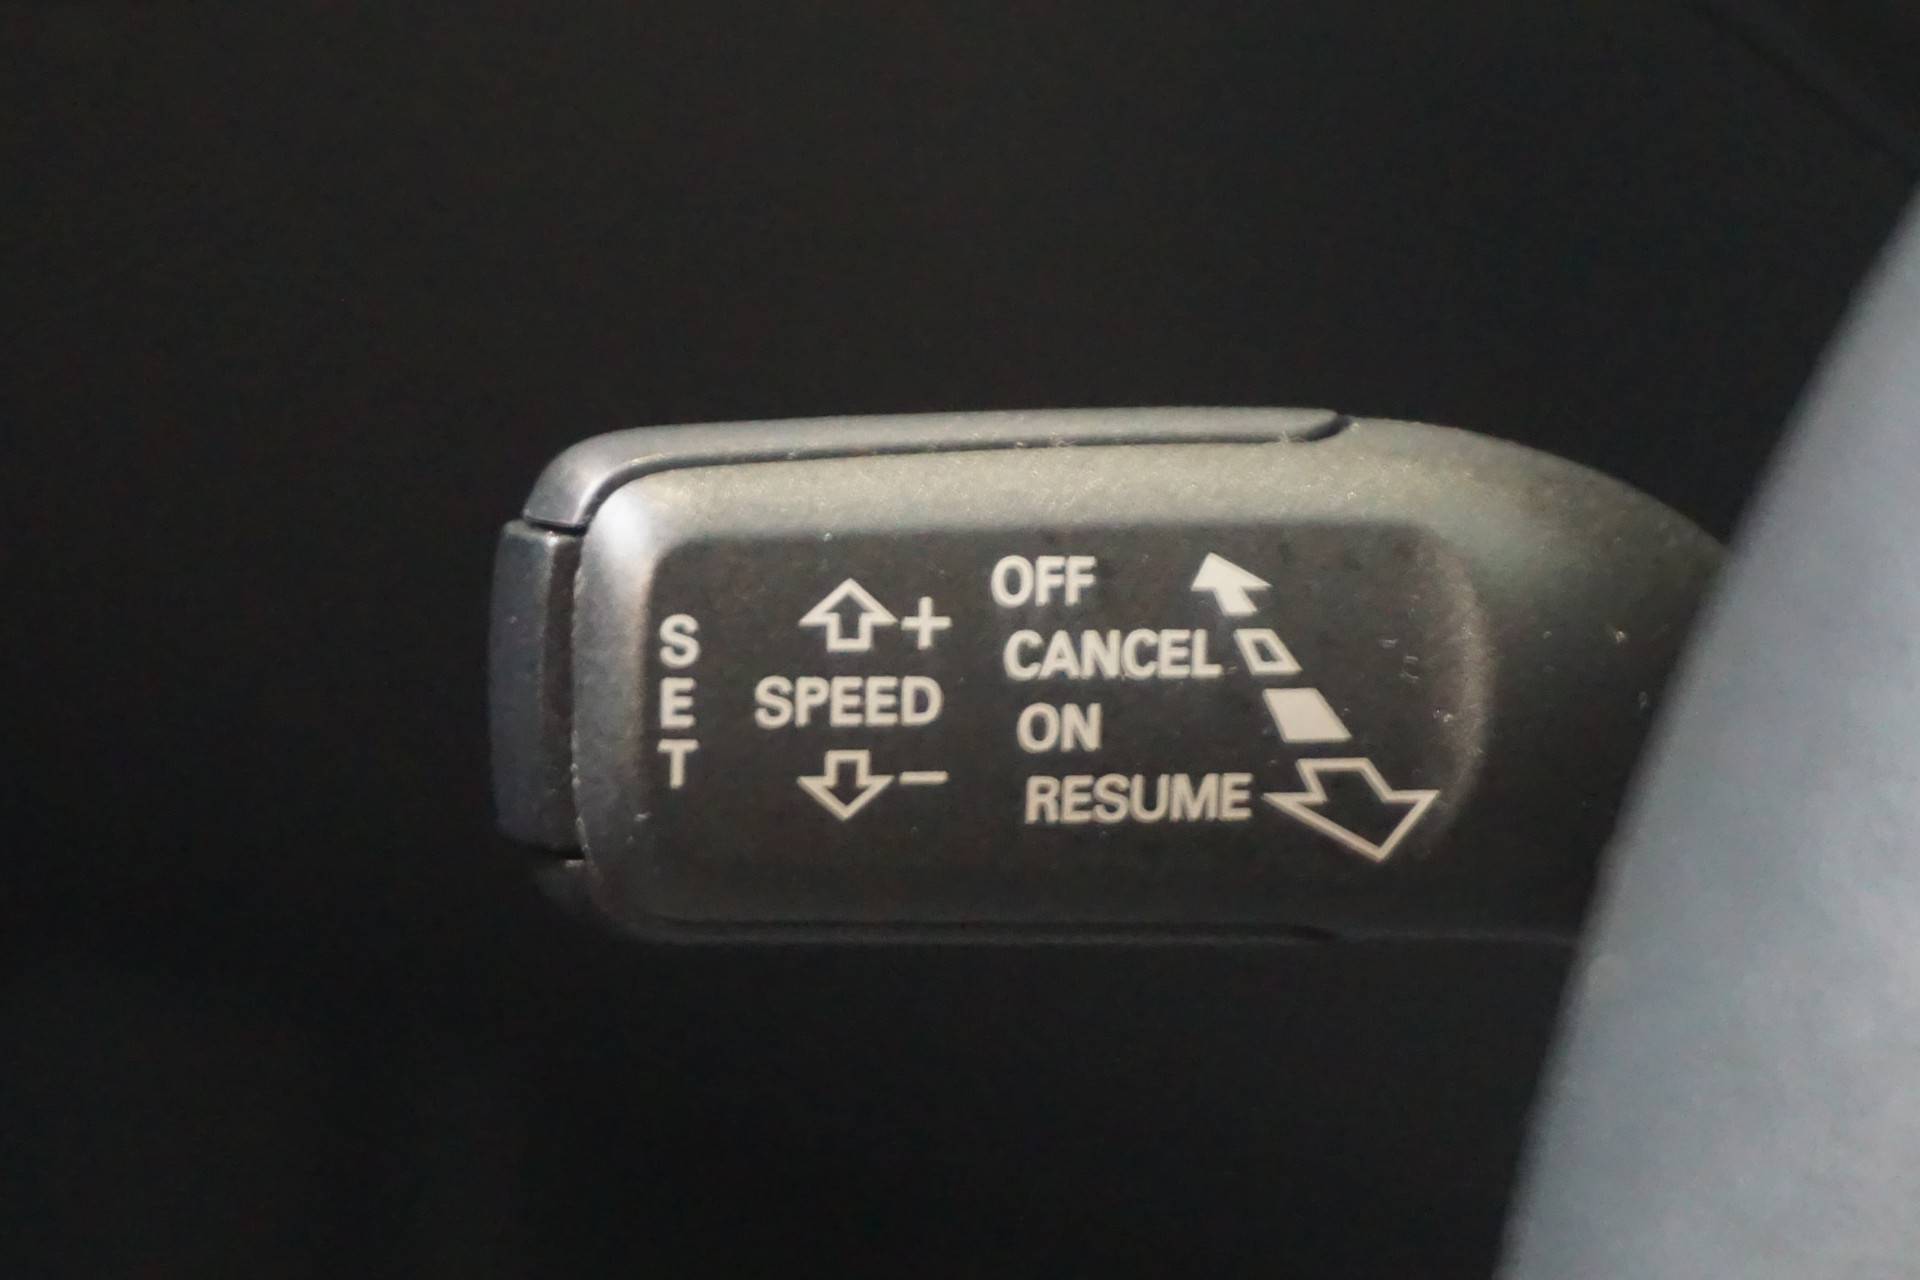 SET
+
SPEED
−
OFF
CANCEL
ON
RESUME